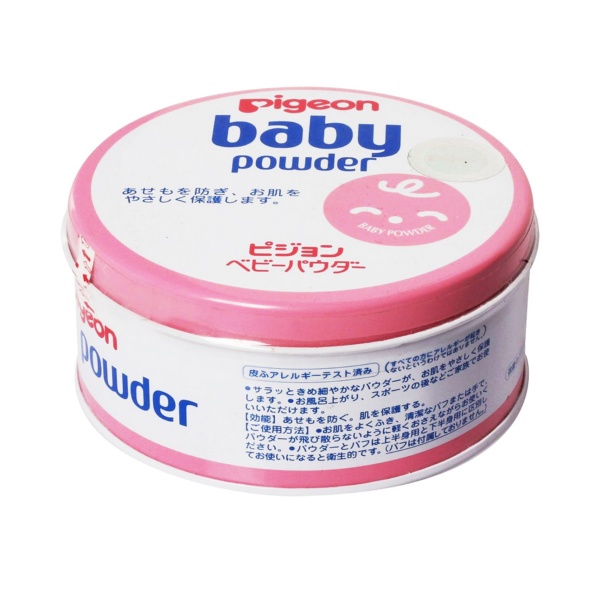 Pigeon
baby
powder
あせもを防ぎ、お肌を
やさしく保護します。
BABY POWDER
ピジョン
ベビーパウダー
Pigeon
powder
皮ふアレルギーテスト済み
(すべての方にアレルギーが起き
ないというわけではありません)
●サラッときめ細やかなパウダーが、お肌をやさしく保護
します。●お風呂上がり、スポーツの後などご家族でお使
いいただけます。
【効能】あせもを防ぐ。肌を保護する。
【ご使用方法】●お肌をよくふき、清潔なパフまたは手で、
パウダーが飛び散らないように軽くおさえながらお使いく
ださい。●パウダーとパフは上半身用と下半身用に区別し
てお使いになると衛生的です。(パフは付属しておりません。)